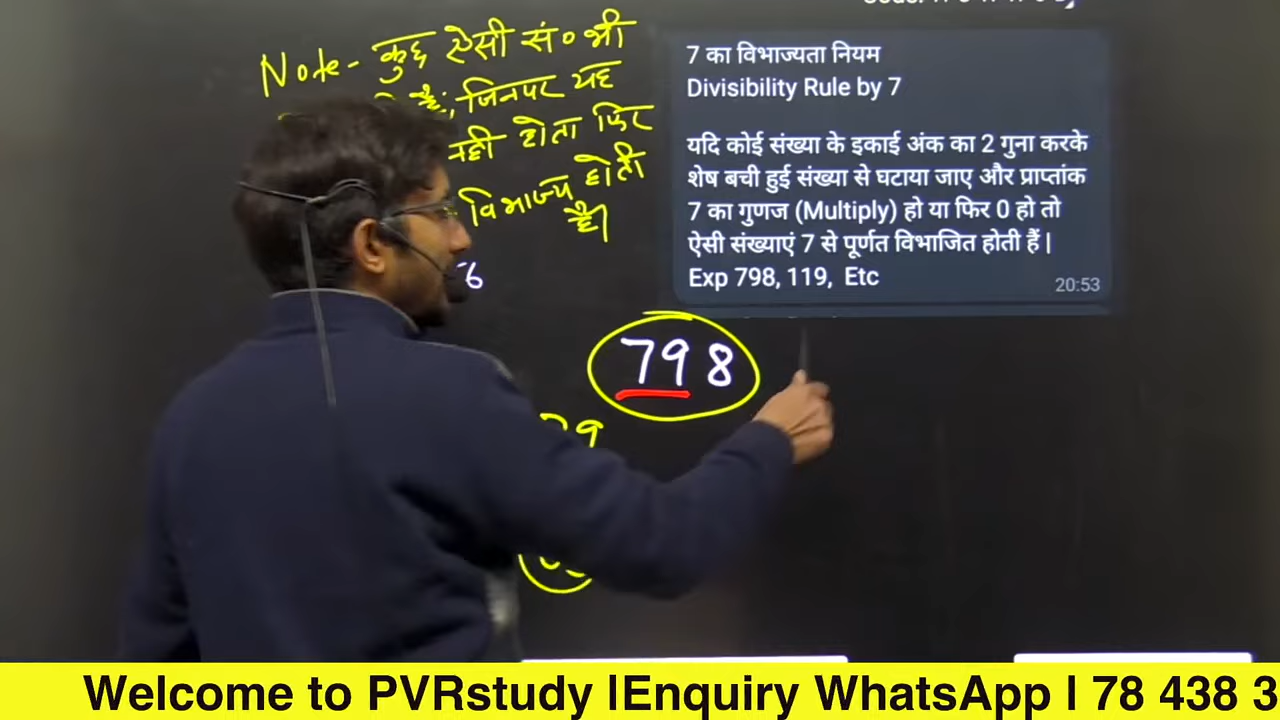 Note - कुछ ऐसी सं० भी
है;, जिनपर यह
नही होता फिर
विभाज्य होती
है।
7 का विभाज्यता नियम
Divisibility Rule by 7
यदि कोई संख्या के इकाई अंक का 2 गुना करके
शेष बची हुई संख्या से घटाया जाए और प्राप्तांक
7 का गुणज (Multiply) हो या फिर 0 हो तो
ऐसी संख्याएं 7 से पूर्णत विभाजित होती हैं |
Exp 798, 119, Etc
20:53
798
Welcome to PVRstudy |Enquiry WhatsApp | 78 438 3